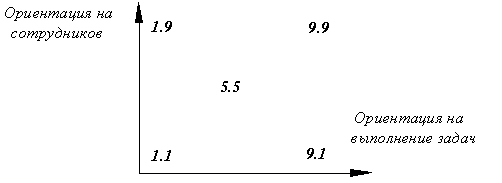 Ориентация на
сотрудников
1.9
9.9
5.5
Ориентация на
выполнение задач
1.1
9.1